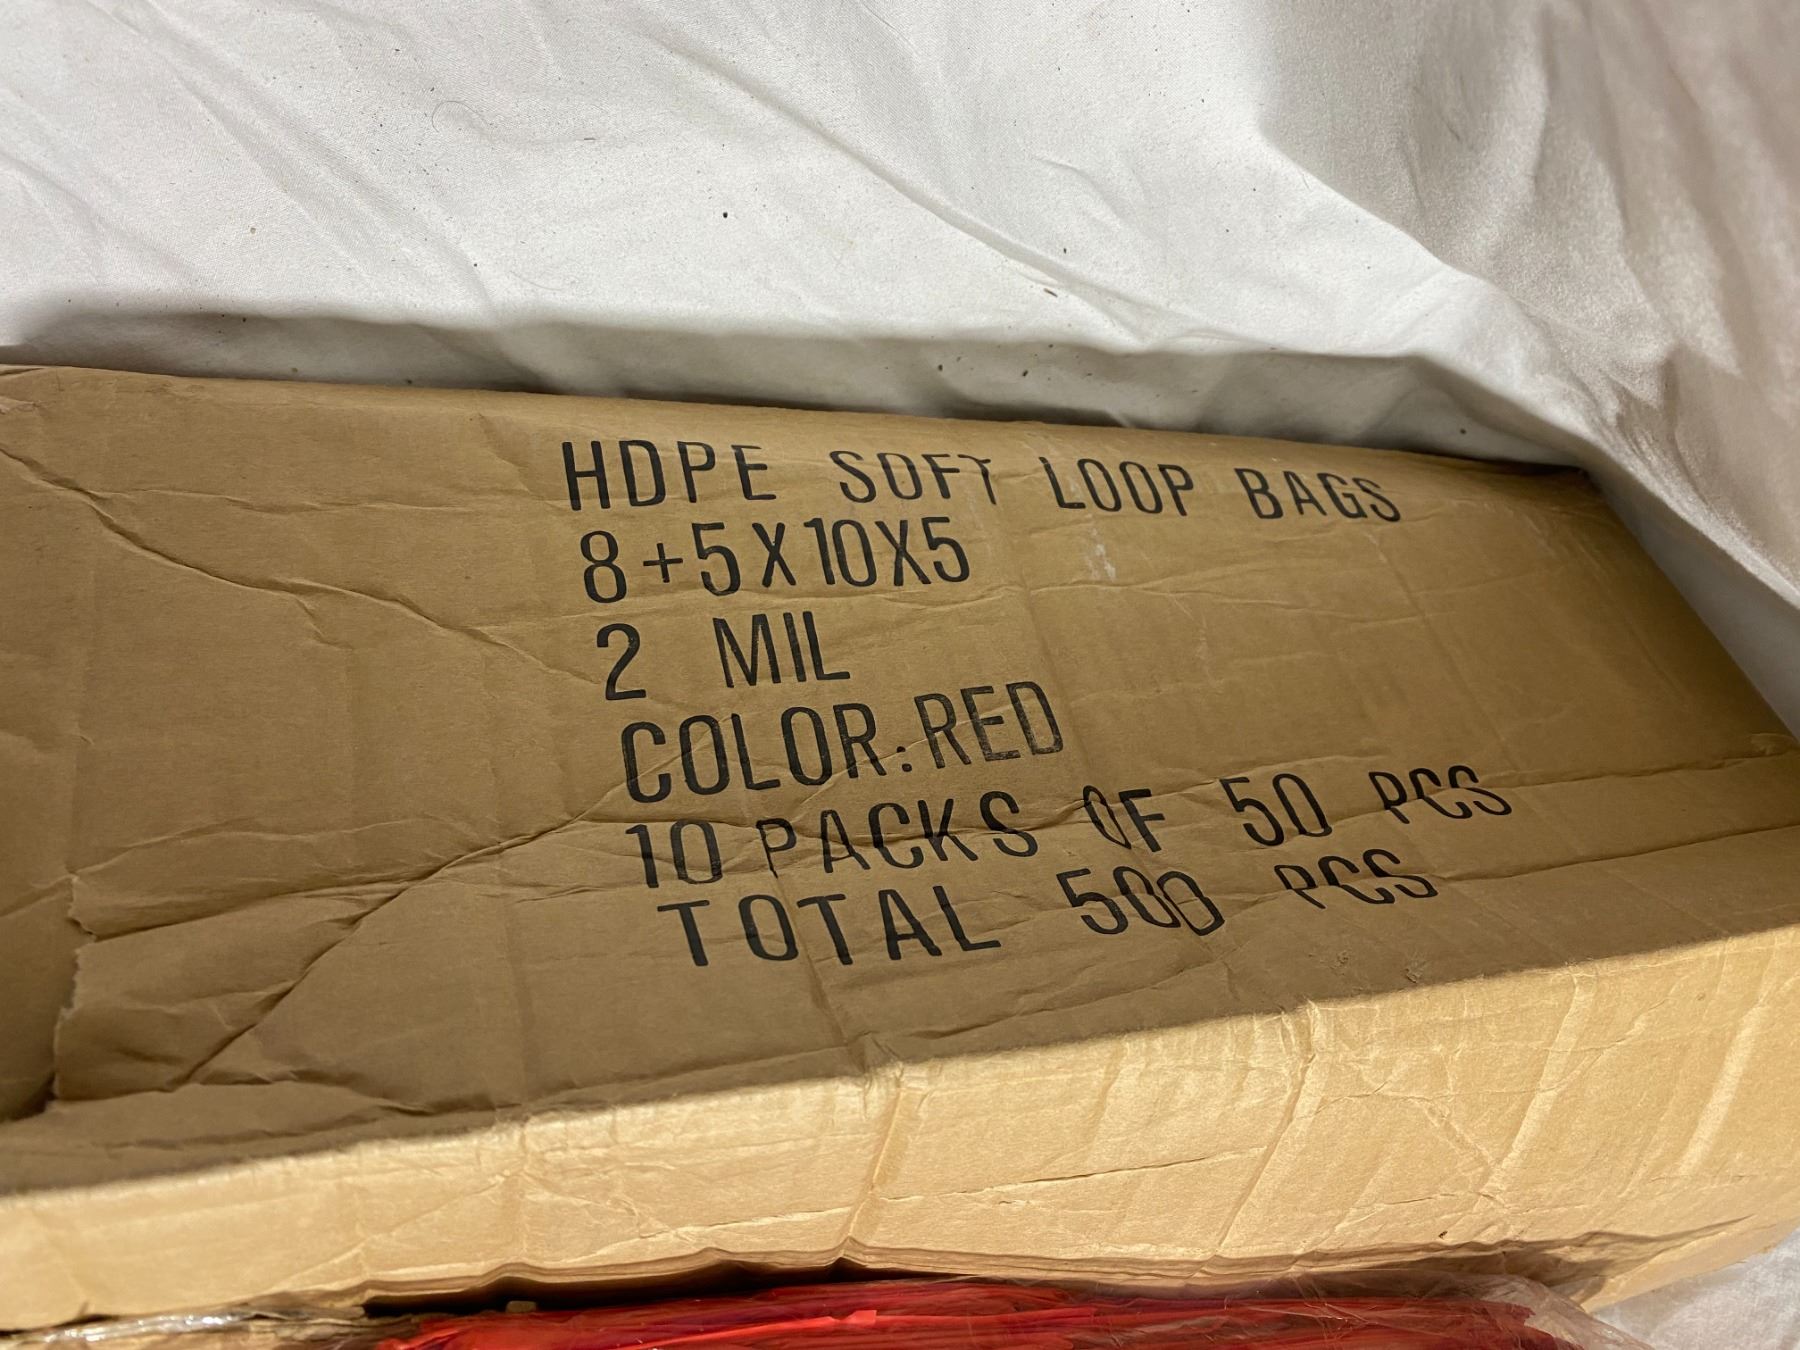 HDPE SOFT LOOP BAGS
8+5X10X5
2 MIL
COLOR:RED
10 PACKS OF 50 PCS
TOTAL 500 PCS